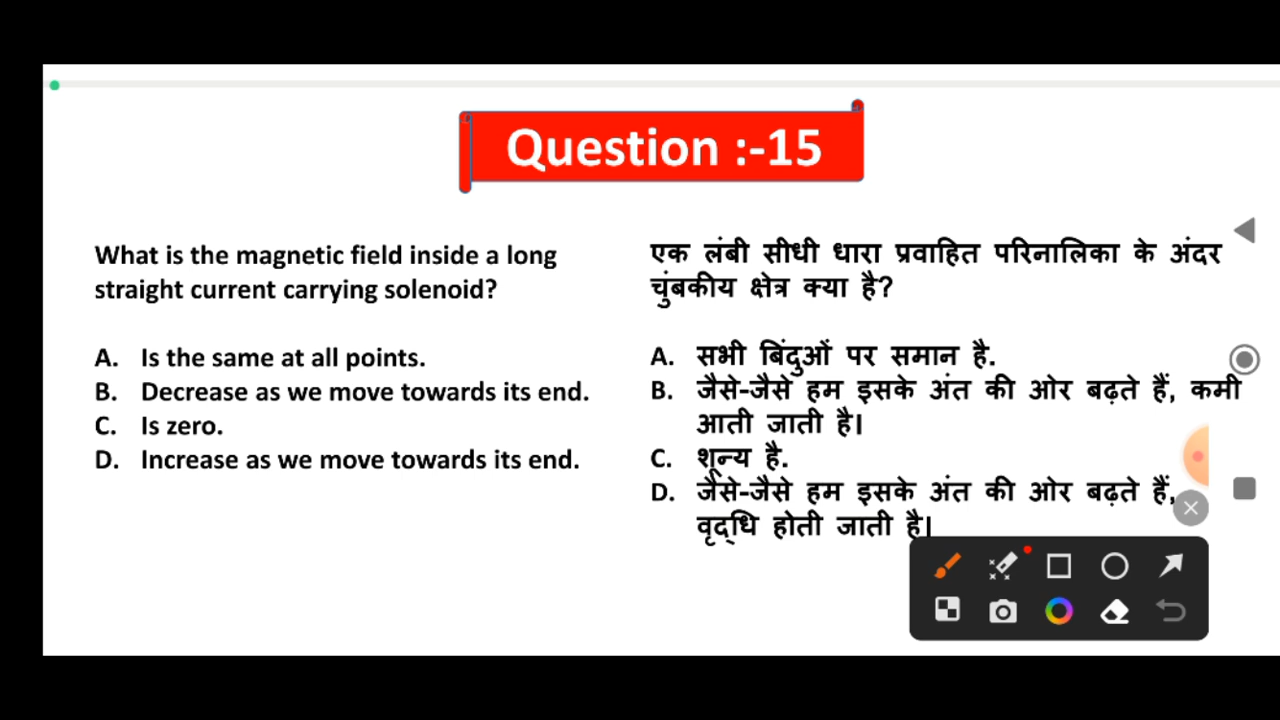 Question :-15
What is the magnetic field inside a long
straight current carrying solenoid?
A. Is the same at all points.
B. Decrease as we move towards its end.
C. Is zero.
D. Increase as we move towards its end.
एक लंबी सीधी धारा प्रवाहित परिनालिका के अंदर
चुंबकीय क्षेत्र क्या है?
A. सभी बिंदुओं पर समान है.
B. जैसे-जैसे हम इसके अंत की ओर बढ़ते हैं, कमी
आती जाती है।
C. शून्य है.
D. जैसे-जैसे हम इसके अंत की ओर बढ़ते हैं,
वृद्धि होती जाती है।